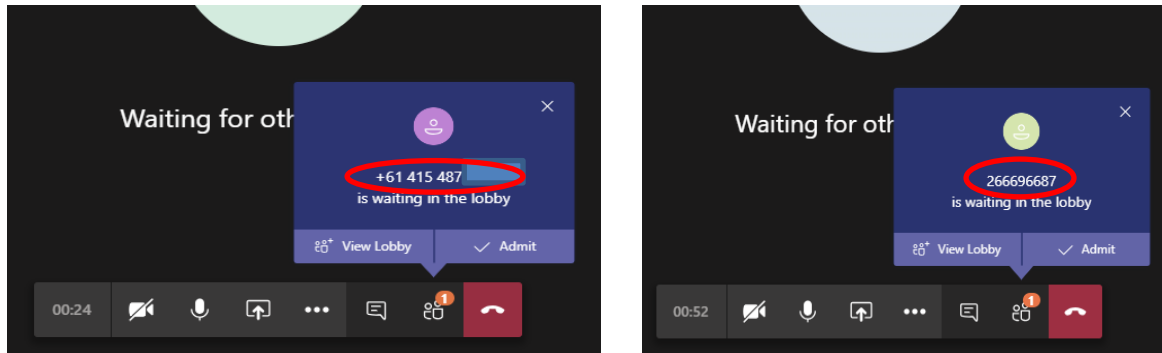 Waiting for oth
+61 415 487
is waiting in the lobby
View Lobby
Admit
00:24
1
Waiting for oth
266696687
is waiting in the lobby
View Lobby
Admit
00:52
1